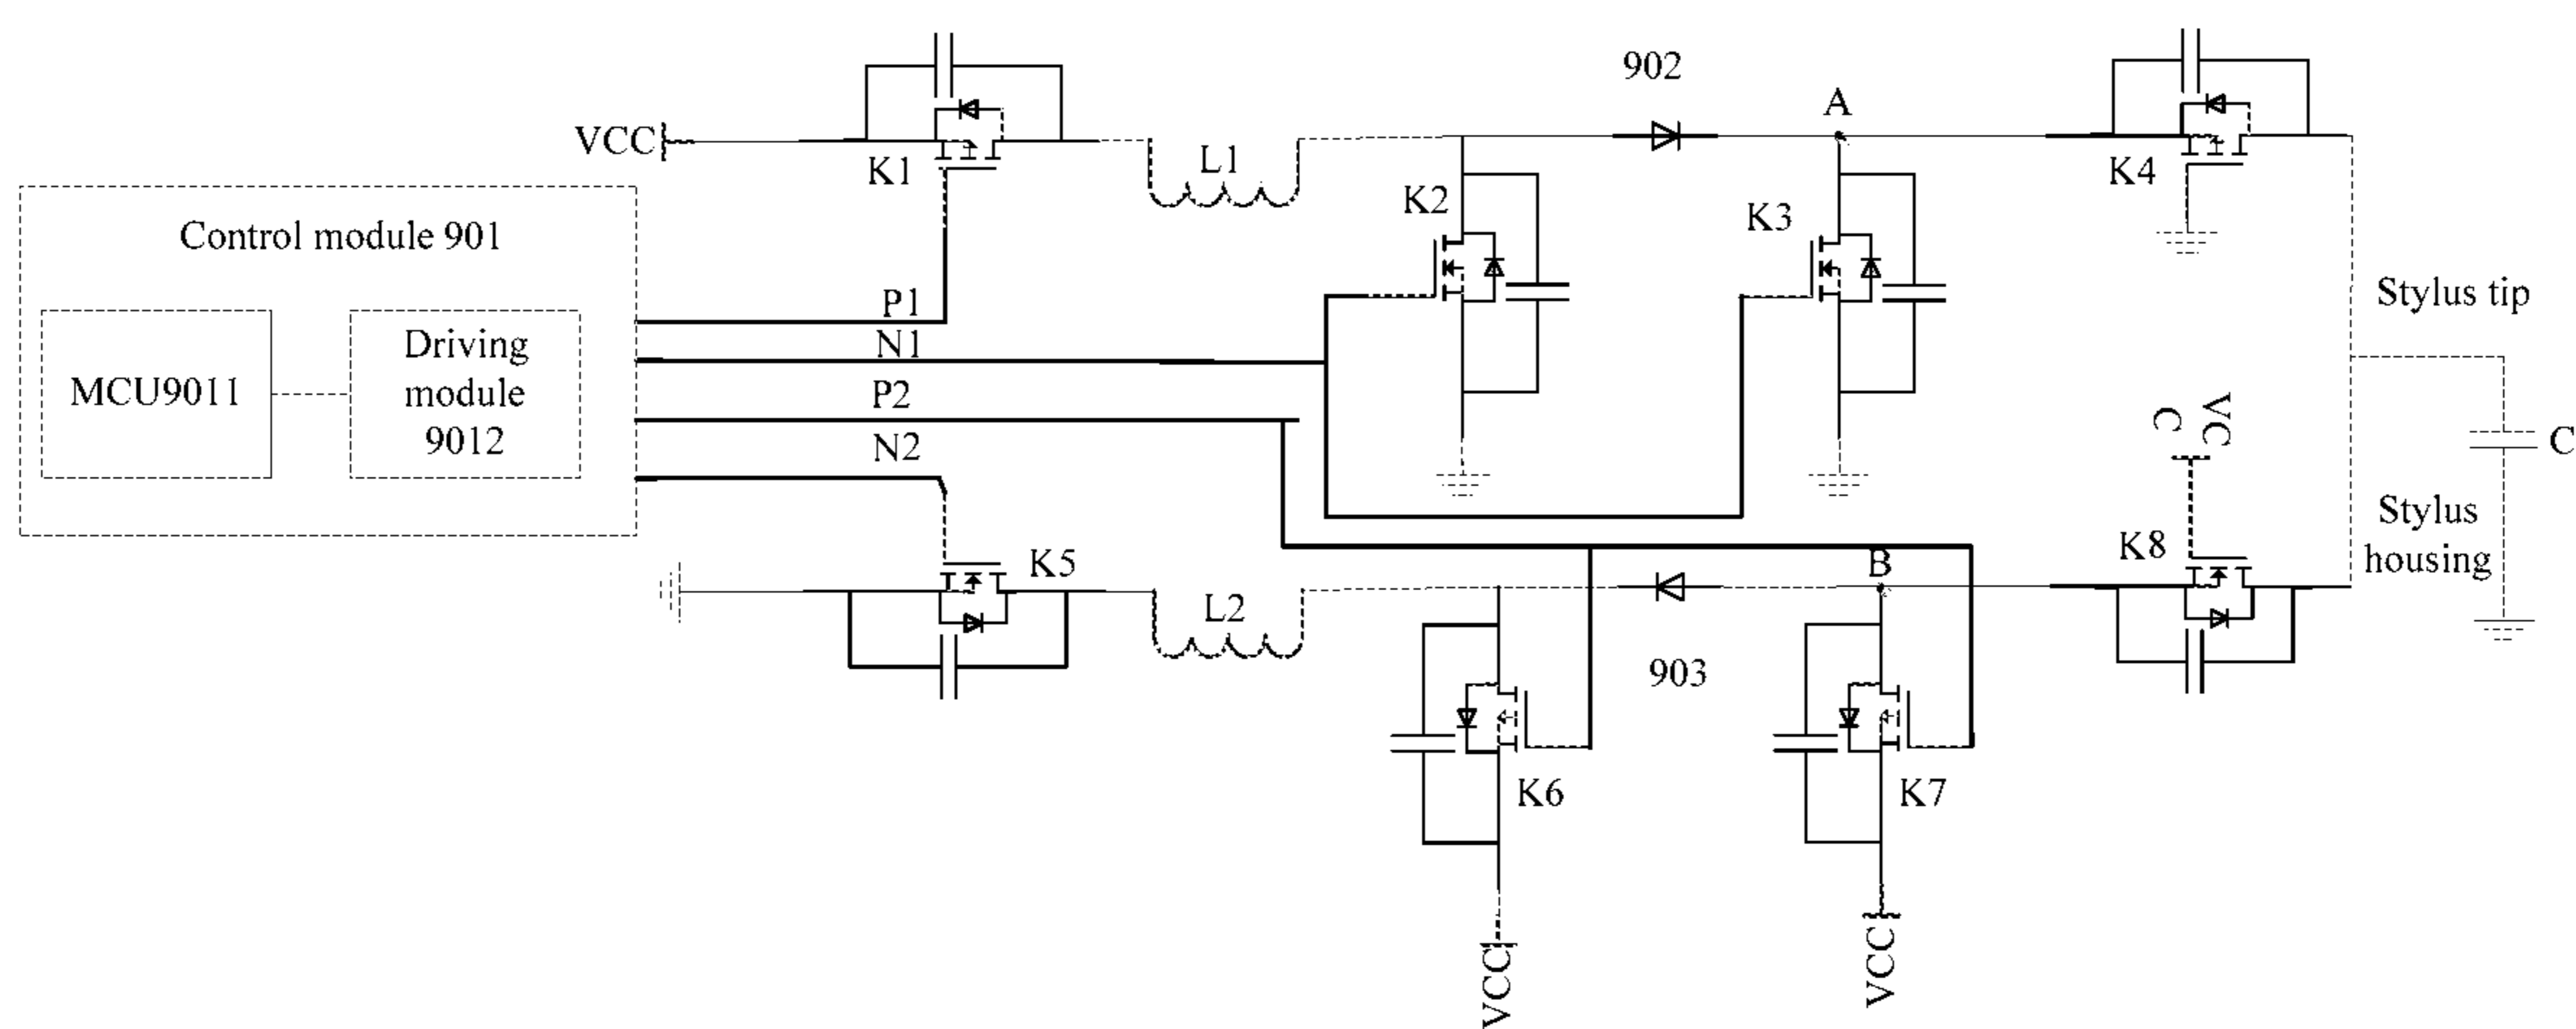 902
A
VCC
K1
L1
K2
K3
K4
Control module 901
P1
N1
P2
N2
MCU9011
Driving
module
9012
Stylus tip
VC
C
C
Stylus
housing
K5
L2
B
K8
903
K6
K7
VCC
VCC